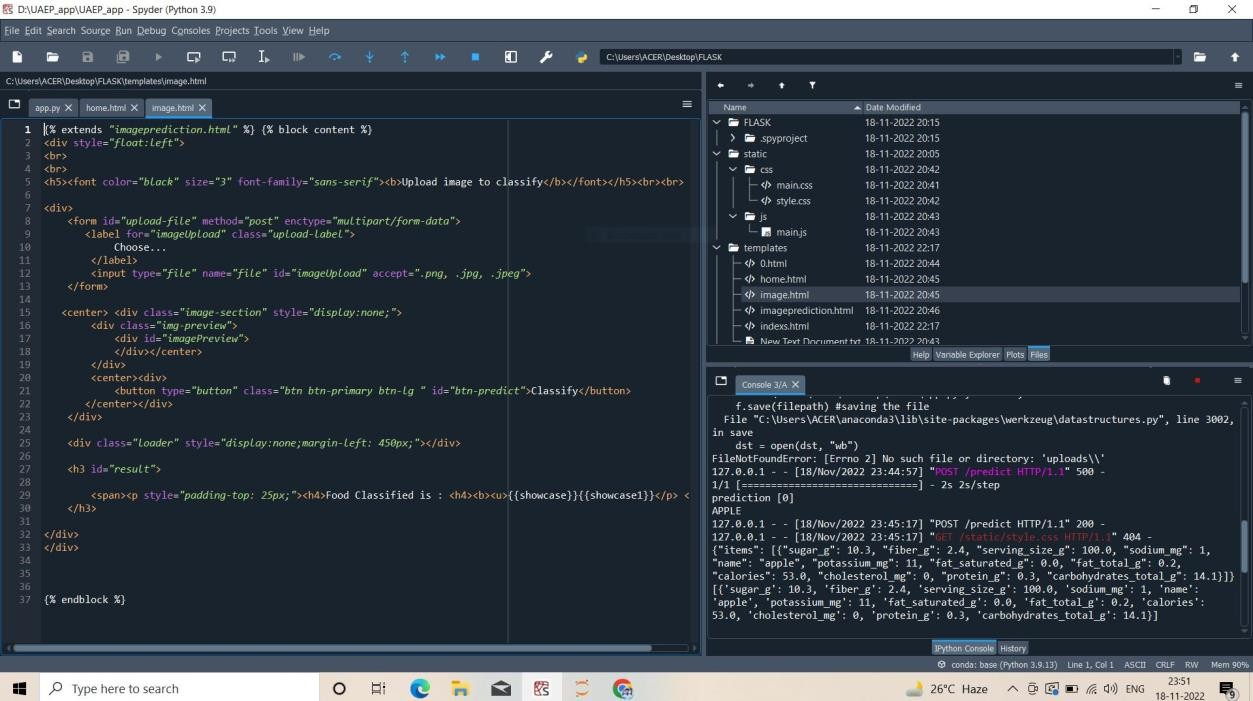 D:\UAEP_app\UAEP_app - Spyder (Python 3.9)
File Edit Search Source Run Debug Consoles Projects Tools View Help
C:\Users\ACER\Desktop\FLASK
C:\Users\ACER\Desktop\FLASK\templates\image.html
app.py home.html image.html
1 {% extends "imageprediction.html" %} {% block content %}
2 <div style="float:left">
3 <br>
4 <br>
5 <h5><font color="black" size="3" font-family="sans-serif"><b>Upload image to classify</b></font></h5><br><br>
6
7 <div>
8 <form id="upload-file" method="post" enctype="multipart/form-data">
9 <label for="imageUpload" class="upload-label">
10 Choose...
11 </label>
12 <input type="file" name="file" id="imageUpload" accept=".png, .jpg, .jpeg">
13 </form>
14
15 <center> <div class="image-section" style="display:none;">
16 <div class="img-preview">
17 <div id="imagePreview">
18 </div></center>
19 </div>
20 <center><div>
21 <button type="button" class="btn btn-primary btn-lg " id="btn-predict">Classify</button>
22 </center></div>
23 </div>
24
25 <div class="loader" style="display:none;margin-left: 450px;"></div>
26
27 <h3 id="result">
28
29 <span><p style="padding-top: 25px;"><h4>Food Classified is : <h4><b><u>{{showcase}}{{showcase1}}</p> <
30 </h3>
31
32 </div>
33 </div>
34
35
36
37 {% endblock %}
Name Date Modified
FLASK 18-11-2022 20:15
.spyproject 18-11-2022 20:15
static 18-11-2022 20:05
css 18-11-2022 20:42
main.css 18-11-2022 20:41
style.css 18-11-2022 20:42
js 18-11-2022 20:43
main.js 18-11-2022 20:43
templates 18-11-2022 22:17
0.html 18-11-2022 20:44
home.html 18-11-2022 20:45
image.html 18-11-2022 20:45
imageprediction.html 18-11-2022 20:46
indexs.html 18-11-2022 22:17
New Text Document.txt 18-11-2022 20:43
Help Variable Explorer Plots Files
Console 3/A
f.save(filepath) #saving the file
File "C:\Users\ACER\anaconda3\lib\site-packages\werkzeug\datastructures.py", line 3002,
in save
dst = open(dst, "wb")
FileNotFoundError: [Errno 2] No such file or directory: 'uploads\\'
127.0.0.1 - - [18/Nov/2022 23:44:57] "POST /predict HTTP/1.1" 500 -
1/1 [==============================] - 2s 2s/step
prediction [0]
APPLE
127.0.0.1 - - [18/Nov/2022 23:45:17] "POST /predict HTTP/1.1" 200 -
127.0.0.1 - - [18/Nov/2022 23:45:17] "GET /static/style.css HTTP/1.1" 404 -
{"items": [{"sugar_g": 10.3, "fiber_g": 2.4, "serving_size_g": 100.0, "sodium_mg": 1,
"name": "apple", "potassium_mg": 11, "fat_saturated_g": 0.0, "fat_total_g": 0.2,
"calories": 53.0, "cholesterol_mg": 0, "protein_g": 0.3, "carbohydrates_total_g": 14.1}]}
[{'sugar_g': 10.3, 'fiber_g': 2.4, 'serving_size_g': 100.0, 'sodium_mg': 1, 'name':
'apple', 'potassium_mg': 11, 'fat_saturated_g': 0.0, 'fat_total_g': 0.2, 'calories':
53.0, 'cholesterol_mg': 0, 'protein_g': 0.3, 'carbohydrates_total_g': 14.1}]
IPython Console History
conda: base (Python 3.9.13) Line 1, Col 1 ASCII CRLF RW Mem 90%
Type here to search
26°C Haze ENG 23:51
18-11-2022 9